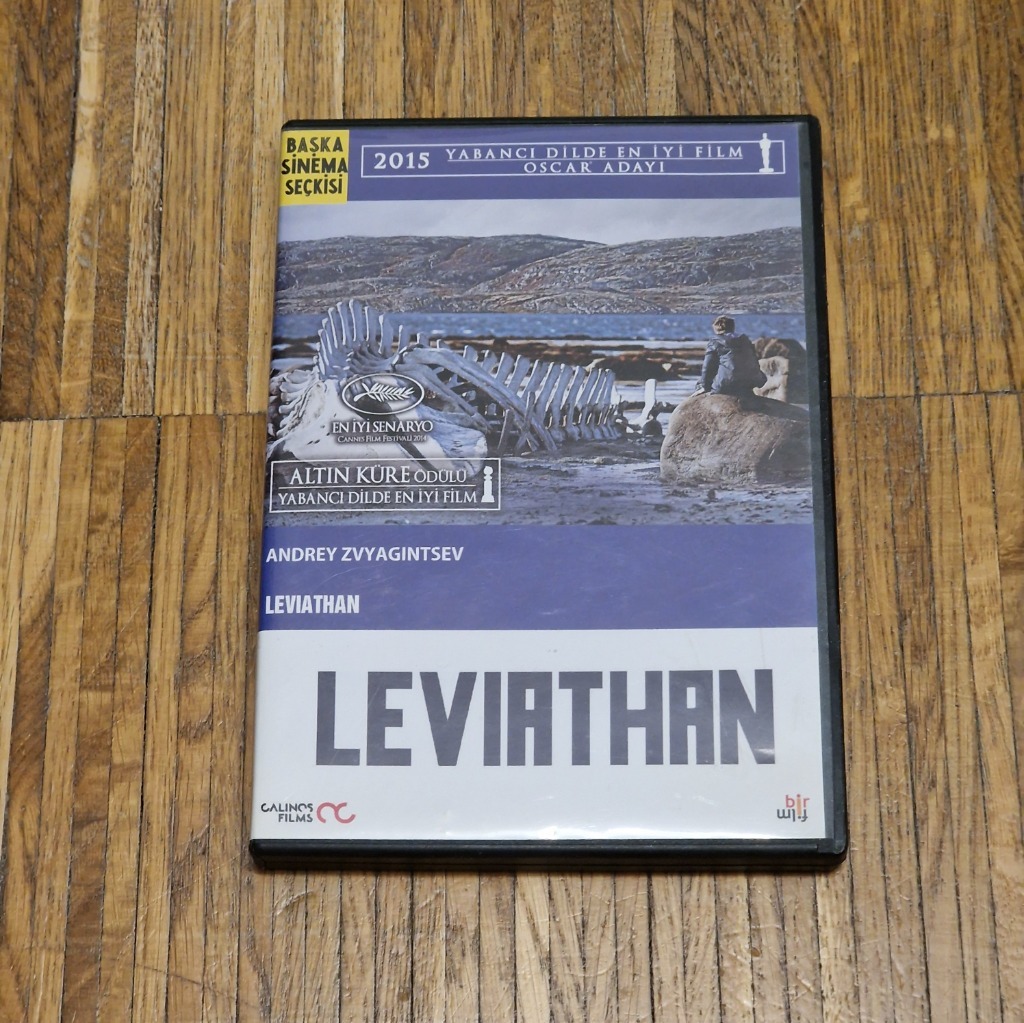 BAŞKA
SİNEMA
SEÇKİSİ
2015 YABANCI DİLDE EN İYİ FİLM
OSCAR ADAYI
EN İYİ SENARYO
CANNES FILM FESTIVALİ 2014
ALTIN KÜRE ÖDÜLÜ
YABANCI DİLDE EN İYİ FİLM
ANDREY ZVYAGINTSEV
LEVIATHAN
LEVIATHAN
CALINOS
FILMS
bir
film